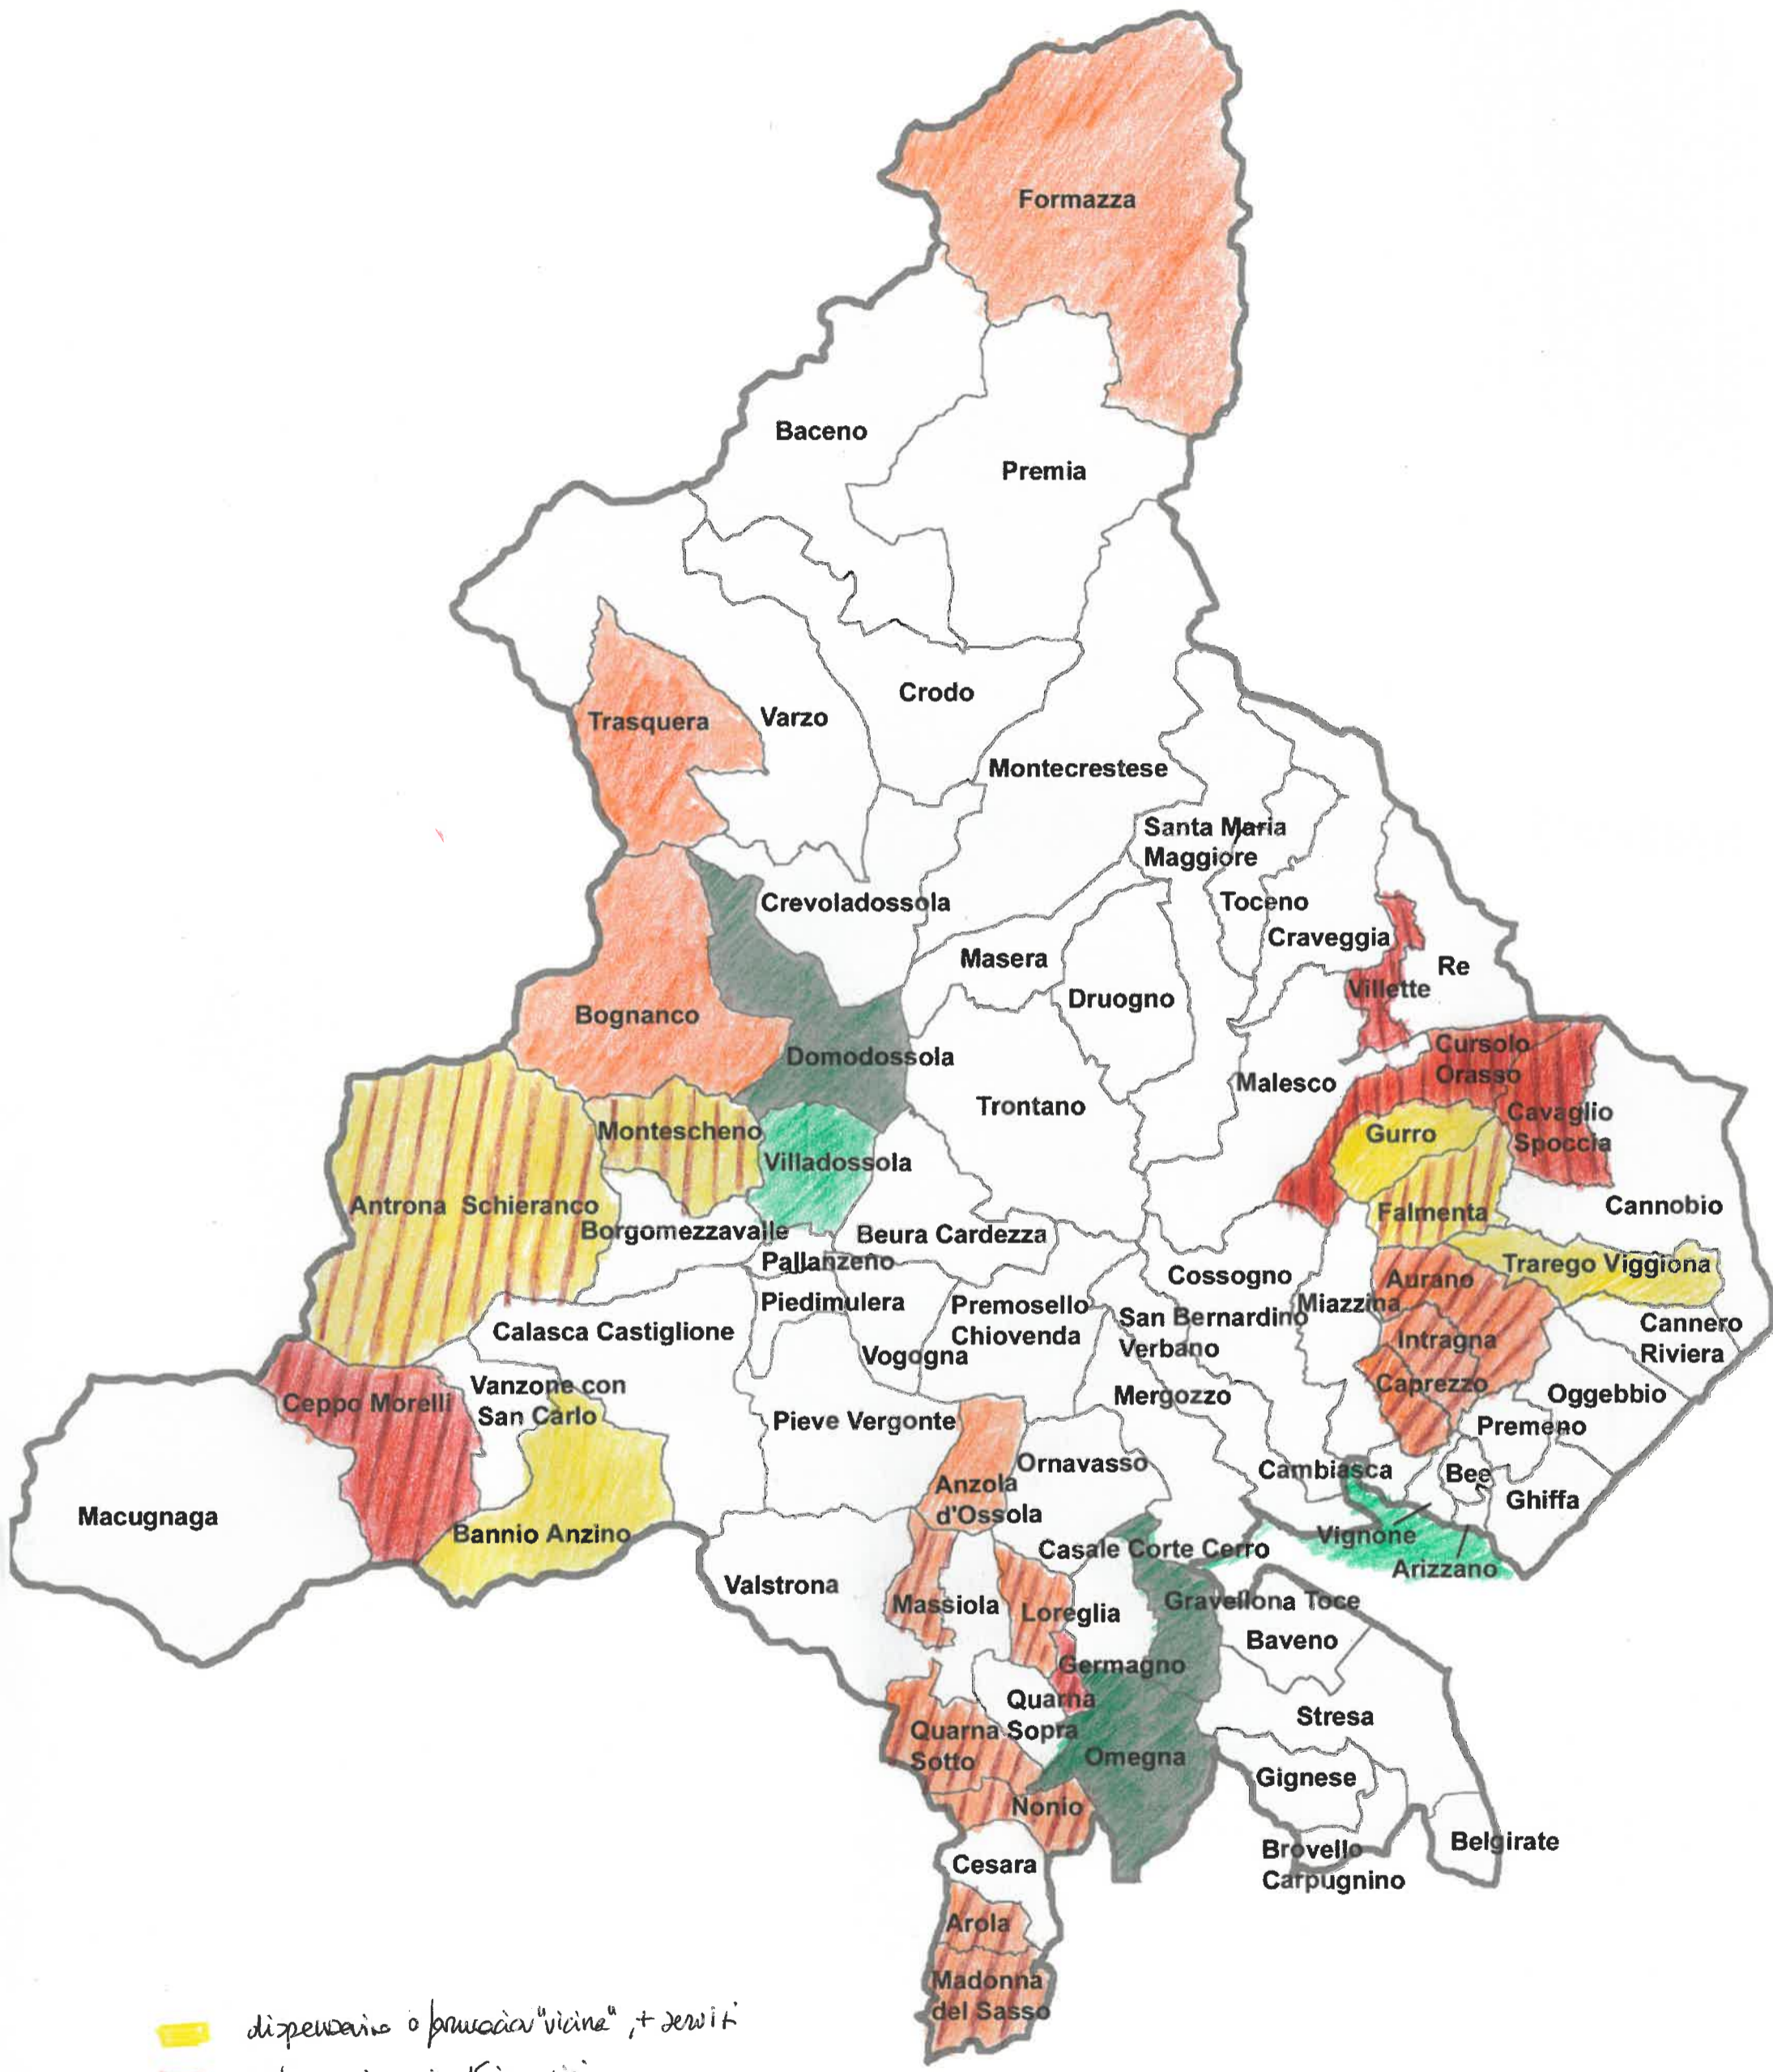 Formazza
Baceno
Premia
Crodo
Trasquera
Varzo
Montecrestese
Santa Maria
Maggiore
Crevoladossola
Toceno
Craveggia
Masera
Re
Villette
Druogno
Bognanco
Domodossola
Cursolo
Orasso
Malesco
Trontano
Cavaglio
Spoccia
Montescheno
Gurro
Villadossola
Antrona Schieranco
Cannobio
Falmenta
Borgomezzavalle
Beura Cardezza
Pallanzeno
Trarego Viggiona
Cossogno
Aurano
Piedimulera
Premosello
Chiovenda
Miazzina
San Bernardino
Verbano
Cannero
Riviera
Calasca Castiglione
Intragna
Vogogna
Vanzone con
San Carlo
Caprezzo
Oggebbio
Mergozzo
Ceppo Morelli
Pieve Vergonte
Premeno
Ornavasso
Cambiasca
Bee
Anzola
d'Ossola
Ghiffa
Macugnaga
Bannio Anzino
Vignone
Casale Corte Cerro
Arizzano
Valstrona
Massiola
Loreglia
Gravellona Toce
Baveno
Germagno
Quarna
Sopra
Stresa
Quarna
Sotto
Omegna
Gignese
Nonio
Belgirate
Brovello
Carpugnino
Cesara
Arola
Madonna
del Sasso
"vicina", + serviti